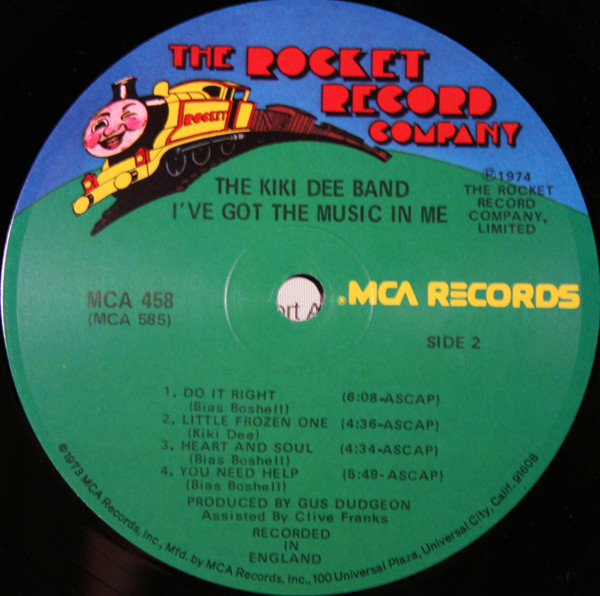 THE ROCKET
RECORD
COMPANY
ROCKET
THE KIKI DEE BAND
I'VE GOT THE MUSIC IN ME
℗1974
THE ROCKET
RECORD
COMPANY,
LIMITED
MCA 458
(MCA 585)
®MCA RECORDS
ort A
SIDE 2
1. DO IT RIGHT (6:08-ASCAP)
(Bias Boshell)
2. LITTLE FROZEN ONE (4:36-ASCAP)
(Kiki Dee)
3. HEART AND SOUL (4:34-ASCAP)
(Bias Boshell)
4. YOU NEED HELP (5:49-ASCAP)
(Bias Boshell)
PRODUCED BY GUS DUDGEON
Assisted By Clive Franks
RECORDED
IN
ENGLAND
©1973 MCA Records, Inc., Mfd. by MCA Records, Inc., 100 Universal Plaza, Universal City, Calif. 91608